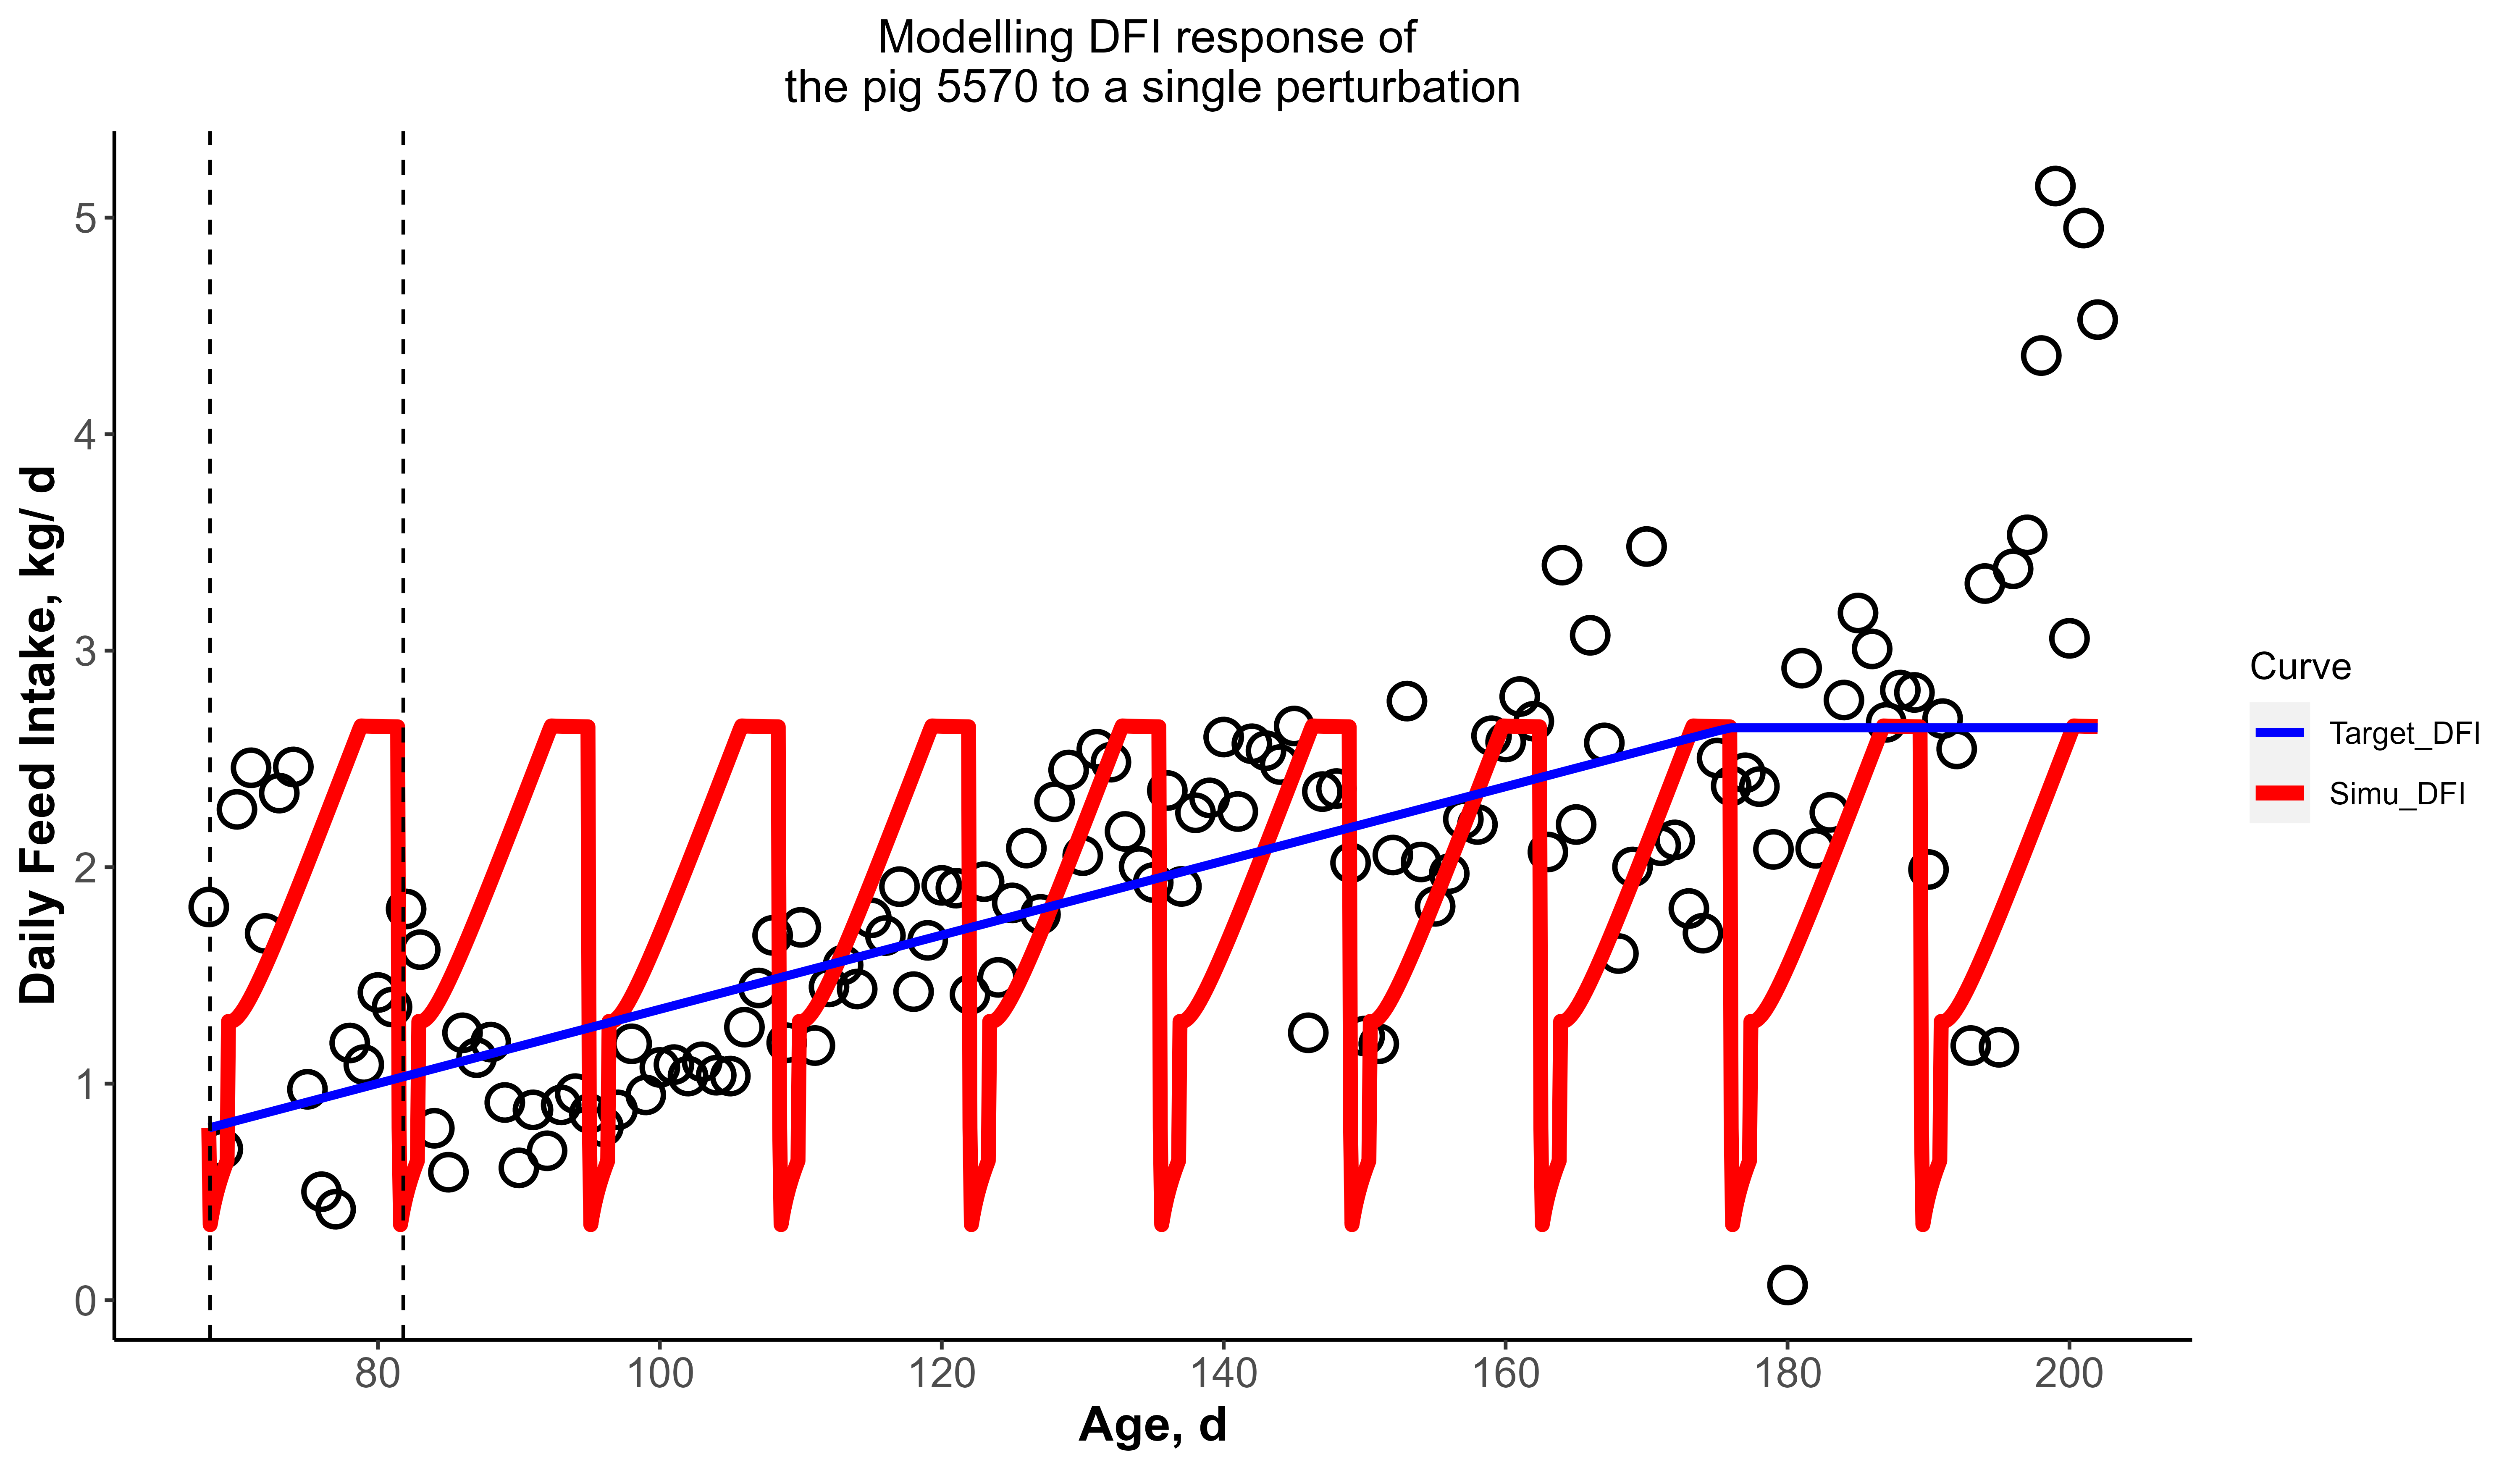 Modelling DFI response of
the pig 5570 to a single perturbation
Daily Feed Intake, kg/ d
5
4
3
2
1
0
80 100 120 140 160 180 200
Age, d
Curve
Target_DFI
Simu_DFI